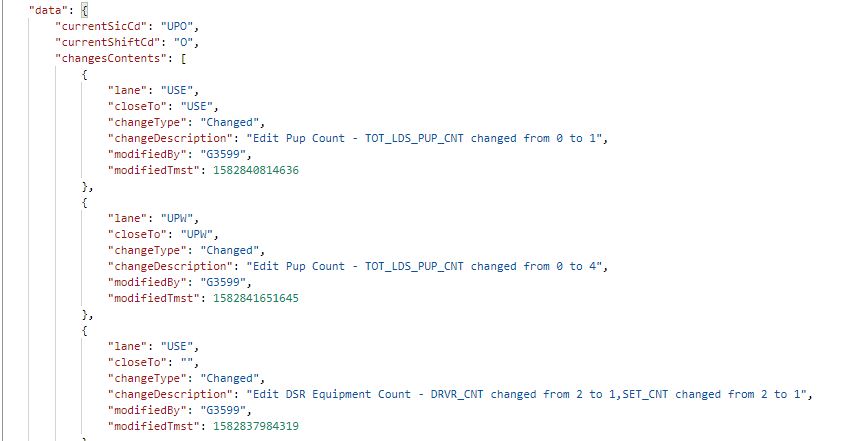 "data": {
"currentSicCd": "UPO",
"currentShiftCd": "O",
"changesContents": [
{
"lane": "USE",
"closeTo": "USE",
"changeType": "Changed",
"changeDescription": "Edit Pup Count - TOT_LDS_PUP_CNT changed from 0 to 1",
"modifiedBy": "G3599",
"modifiedTmst": 1582840814636
},
{
"lane": "UPW",
"closeTo": "UPW",
"changeType": "Changed",
"changeDescription": "Edit Pup Count - TOT_LDS_PUP_CNT changed from 0 to 4",
"modifiedBy": "G3599",
"modifiedTmst": 1582841651645
},
{
"lane": "USE",
"closeTo": "",
"changeType": "Changed",
"changeDescription": "Edit DSR Equipment Count - DRVR_CNT changed from 2 to 1,SET_CNT changed from 2 to 1",
"modifiedBy": "G3599",
"modifiedTmst": 1582837984319